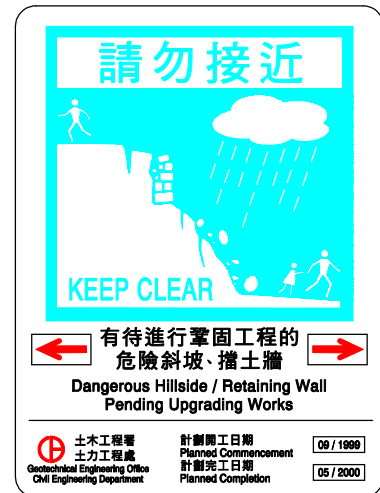 請勿接近
KEEP CLEAR
有待進行鞏固工程的
危險斜坡、擋土牆
Dangerous Hillside / Retaining Wall
Pending Upgrading Works
土木工程署
土力工程處
Geotechnical Engineering Office
Civil Engineering Department
計劃開工日期
Planned Commencement
09 / 1999
計劃完工日期
Planned Completion
05 / 2000